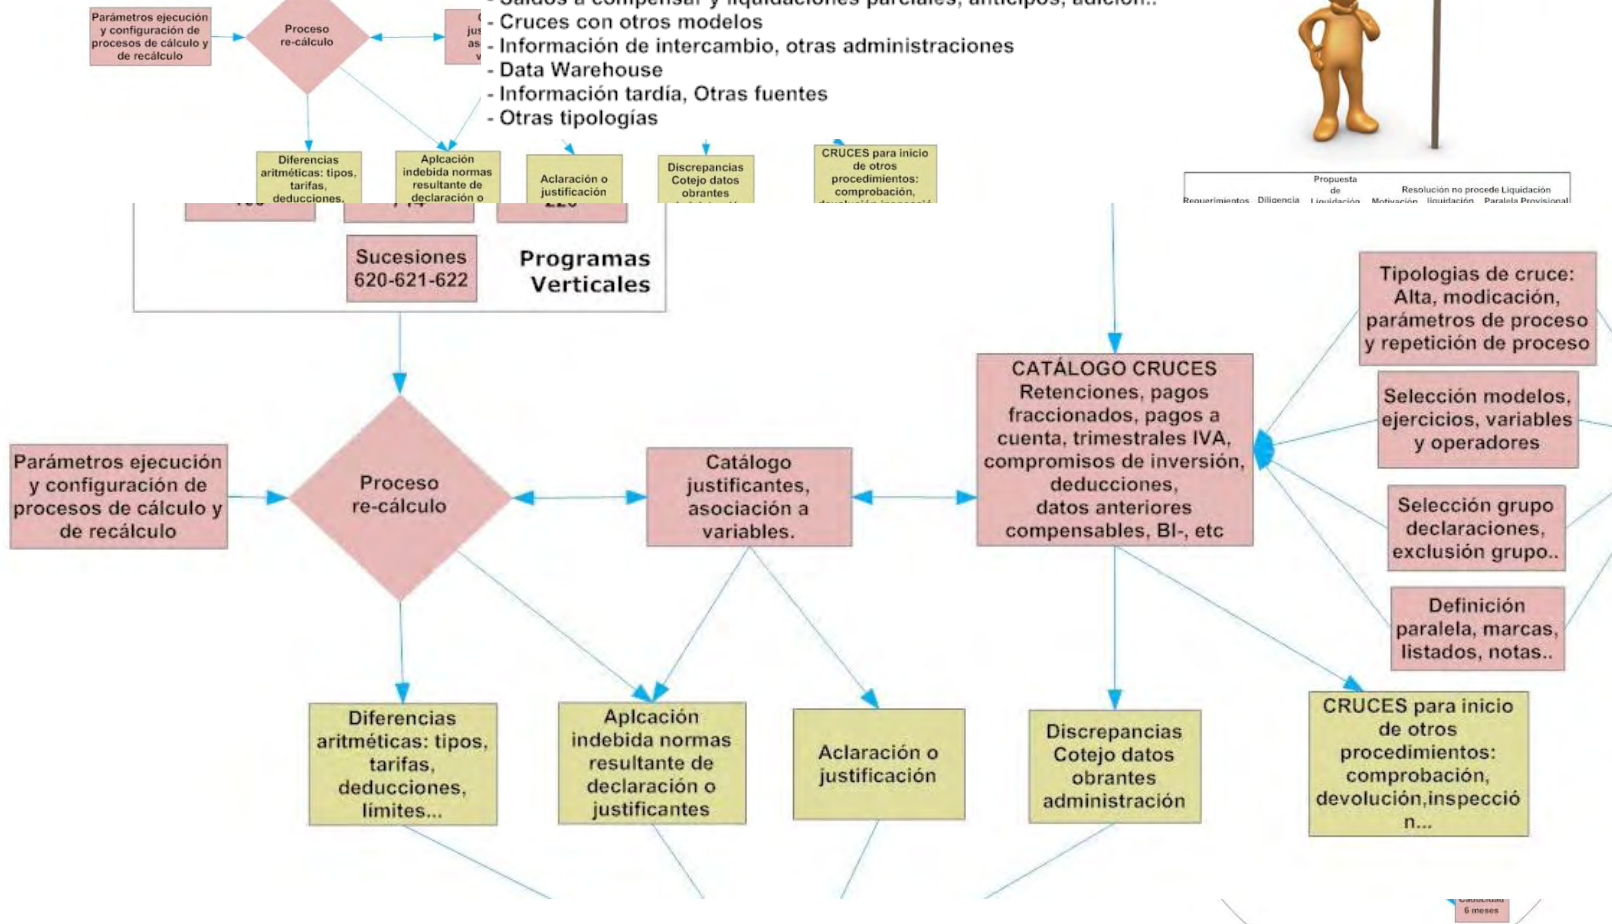 - Saldos a compensar y liquidaciones parciales, anticipos, adición..
- Cruces con otros modelos
- Información de intercambio, otras administraciones
- Data Warehouse
- Información tardía, Otras fuentes
- Otras tipologías
Parámetros ejecución
y configuración de
procesos de cálculo y
de recálculo
Proceso
re-cálculo
Diferencias
aritméticas: tipos,
tarifas,
deducciones,
Aplcación
indebida normas
resultante de
declaración o
Aclaración o
justificación
Discrepancias
Cotejo datos
obrantes
CRUCES para inicio
de otros
procedimientos:
comprobación,
Requerimientos
Diligencia
Propuesta
de
Liquidación
Motivación
Resolución no procede Liquidación
liquidación
Paralela Provisional
Sucesiones
620-621-622
Programas
Verticales
Parámetros ejecución
y configuración de
procesos de cálculo y
de recálculo
Proceso
re-cálculo
Catálogo
justificantes,
asociación a
variables.
CATÁLOGO CRUCES
Retenciones, pagos
fraccionados, pagos a
cuenta, trimestrales IVA,
compromisos de inversión,
deducciones,
datos anteriores
compensables, BI-, etc
Tipologias de cruce:
Alta, modicación,
parámetros de proceso
y repetición de proceso
Selección modelos,
ejercicios, variables
y operadores
Selección grupo
declaraciones,
exclusión grupo..
Definición
paralela, marcas,
listados, notas..
Diferencias
aritméticas: tipos,
tarifas,
deducciones,
límites...
Aplcación
indebida normas
resultante de
declaración o
justificantes
Aclaración o
justificación
Discrepancias
Cotejo datos
obrantes
administración
CRUCES para inicio
de otros
procedimientos:
comprobación,
devolución,inspecció
n...
6 meses